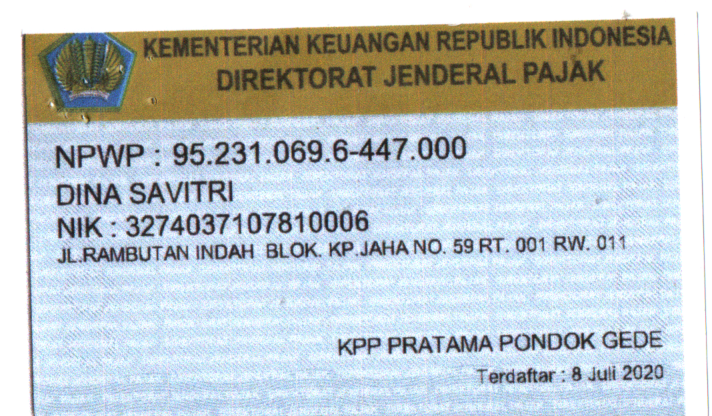 KEMENTERIAN KEUANGAN REPUBLIK INDONESIA
DIREKTORAT JENDERAL PAJAK
NPWP : 95.231.069.6-447.000
DINA SAVITRI
NIK : 3274037107810006
JL.RAMBUTAN INDAH BLOK. KP.JAHA NO. 59 RT. 001 RW. 011
KPP PRATAMA PONDOK GEDE
Terdaftar : 8 Juli 2020